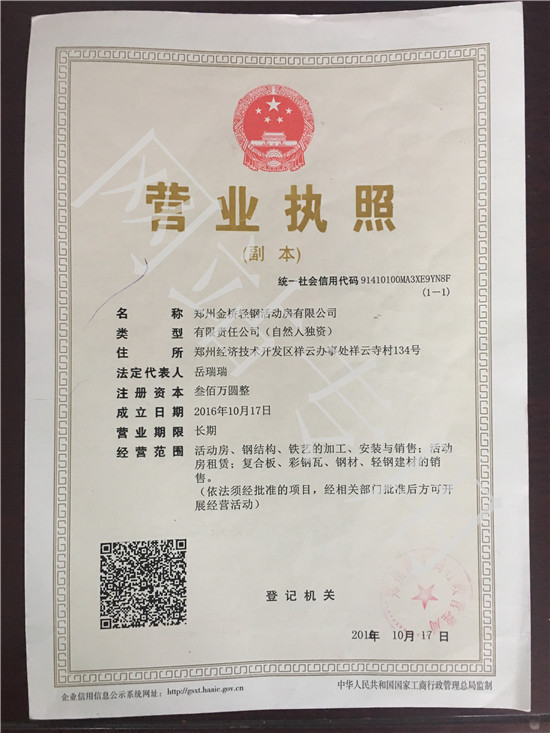 营业执照
(副 本)
统一社会信用代码 91410100MA3XE9YN8F
(1-1)
名 称 郑州金桥轻钢活动房有限公司
类 型 有限责任公司（自然人独资）
住 所 郑州经济技术开发区祥云办事处祥云寺村134号
法定代表人 岳瑞瑞
注册资本 叁佰万圆整
成立日期 2016年10月17日
营业期限 长期
经营范围 活动房、钢结构、铁艺的加工、安装与销售；活动
房租赁；复合板、彩钢瓦、钢材、轻钢建材的销
售。
（依法须经批准的项目，经相关部门批准后方可开
展经营活动）
登记机关
2016年 10月 17日
企业信用信息公示系统网址：http://gsxt.haaic.gov.cn
中华人民共和国国家工商行政管理总局监制